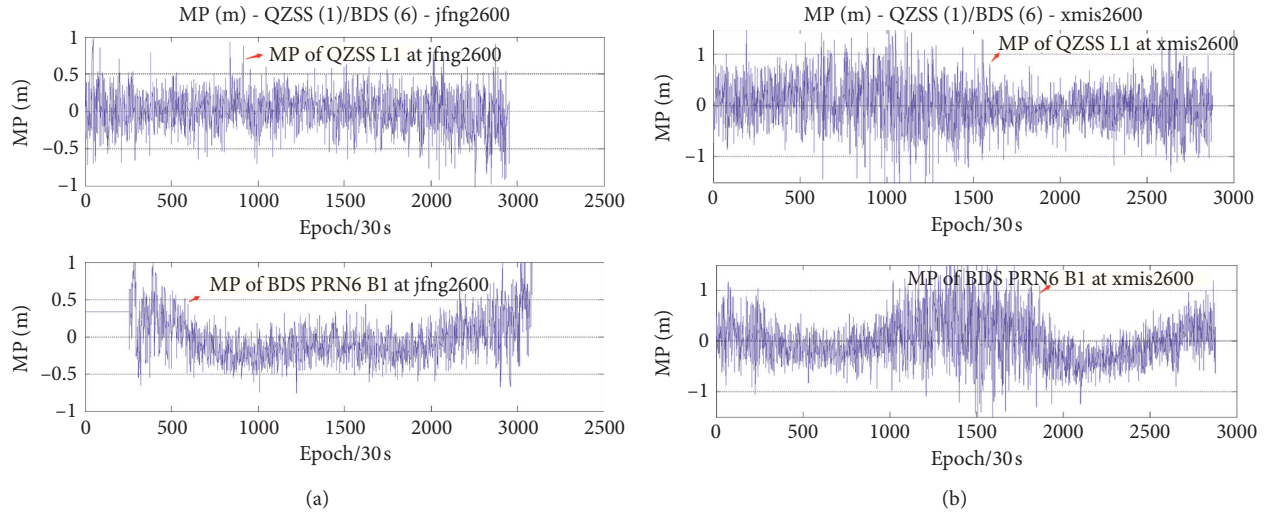 MP (m) - QZSS (1)/BDS (6) - jfng2600
MP (m)
1
0.5
0
−0.5
−1
MP of QZSS L1 at jfng2600
0 500 1000 1500 2000 3000 2500
Epoch/30 s
MP (m)
1
0.5
0
−0.5
−1
MP of BDS PRN6 B1 at jfng2600
0 500 1000 1500 2000 3000 2500
Epoch/30 s
(a)
MP (m) - QZSS (1)/BDS (6) - xmis2600
MP (m)
1
0
−1
MP of QZSS L1 at xmis2600
0 500 1000 1500 2000 2500 3000
Epoch/30 s
MP (m)
1
0
−1
MP of BDS PRN6 B1 at xmis2600
0 500 1000 1500 2000 2500 3000
Epoch/30 s
(b)